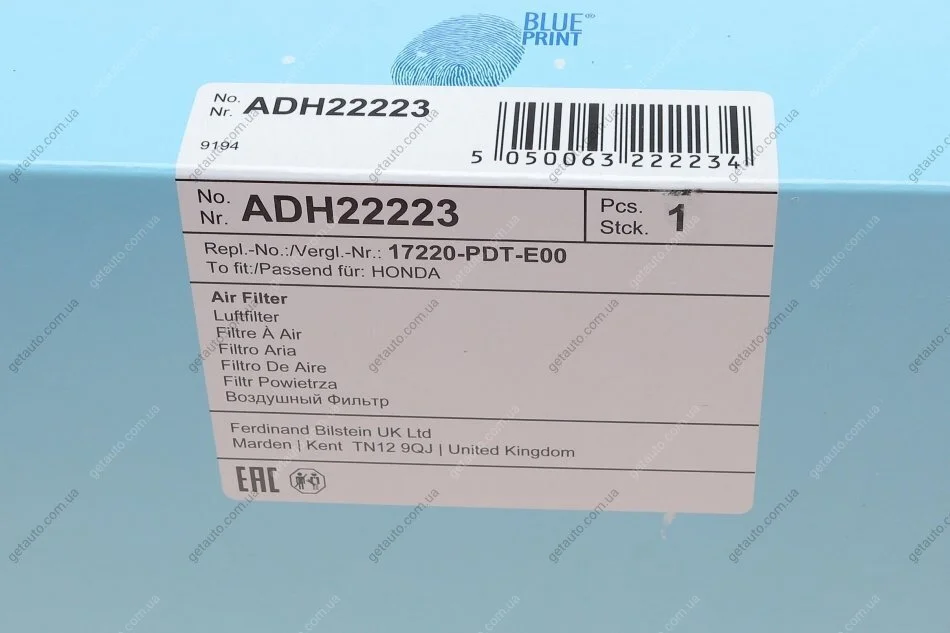 BLUE
PRINT
No. ADH22223
Nr.
9194
5 050063 222234
No. ADH22223
Nr.
Pcs. 1
Stck.
Repl.-No.:/Vergl.-Nr.: 17220-PDT-E00
To fit:/Passend für: HONDA
Air Filter
Luftfilter
Filtre À Air
Filtro Aria
Filtro De Aire
Filtr Powietrza
Воздушный Фильтр
Ferdinand Bilstein UK Ltd
Marden | Kent TN12 9QJ | United Kingdom
EAC
getauto.com.ua